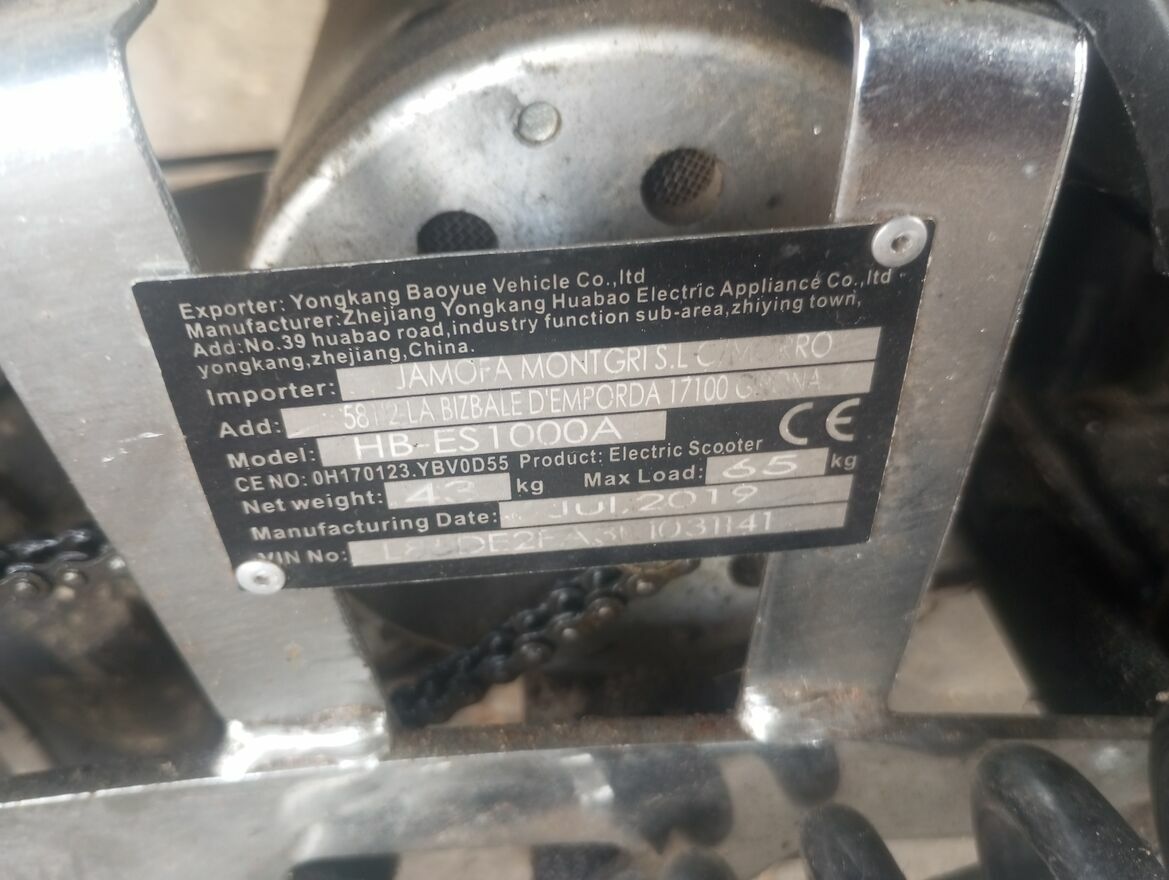 Exporter: Yongkang Baoyue Vehicle Co.,ltd
Manufacturer:Zhejiang Yongkang Huabao Electric Appliance Co.,ltd
Add:No.39 huabao road,industry function sub-area,zhiying town,
yongkang,zhejiang,China.
Importer: JAMOFA MONTGRI S.L
Add: LA BIZBALE D'EMPORDA 17100
Model: HB-ES1000A CE
CE NO: 0H170123.YBV0D55 Product: Electric Scooter
Net weight: 43 kg Max Load: 65 kg
Manufacturing Date: JUL,2019
VIN No: